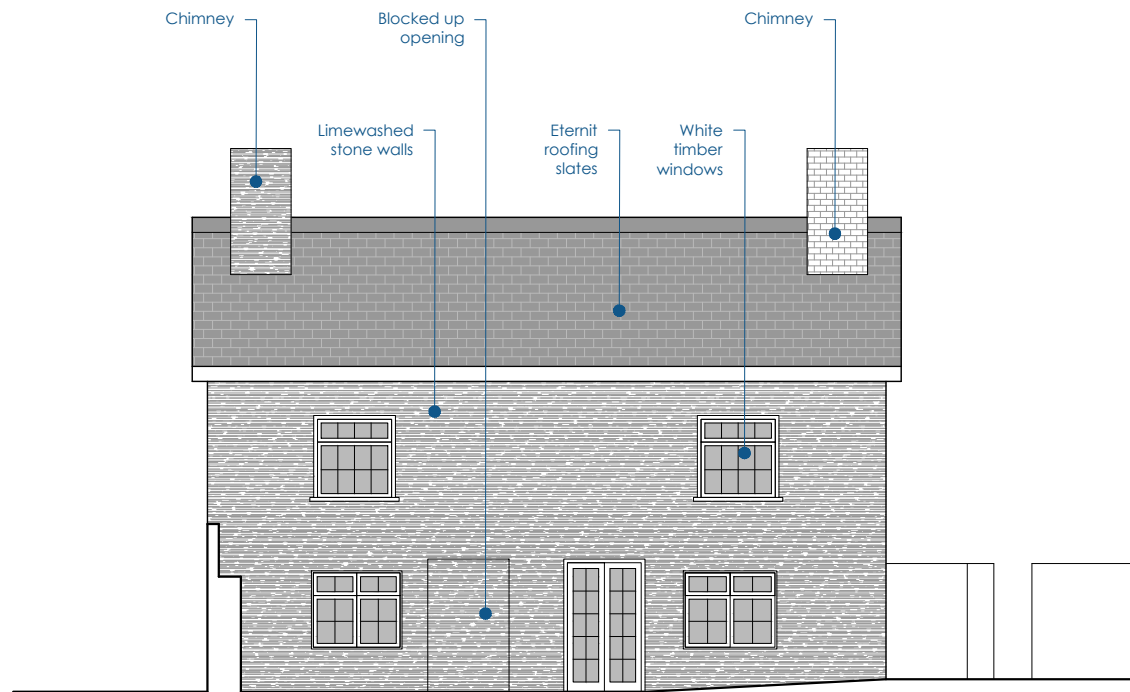 Chimney
Blocked up
opening
Chimney
Limewashed
stone walls
Eternit
roofing
slates
White
timber
windows